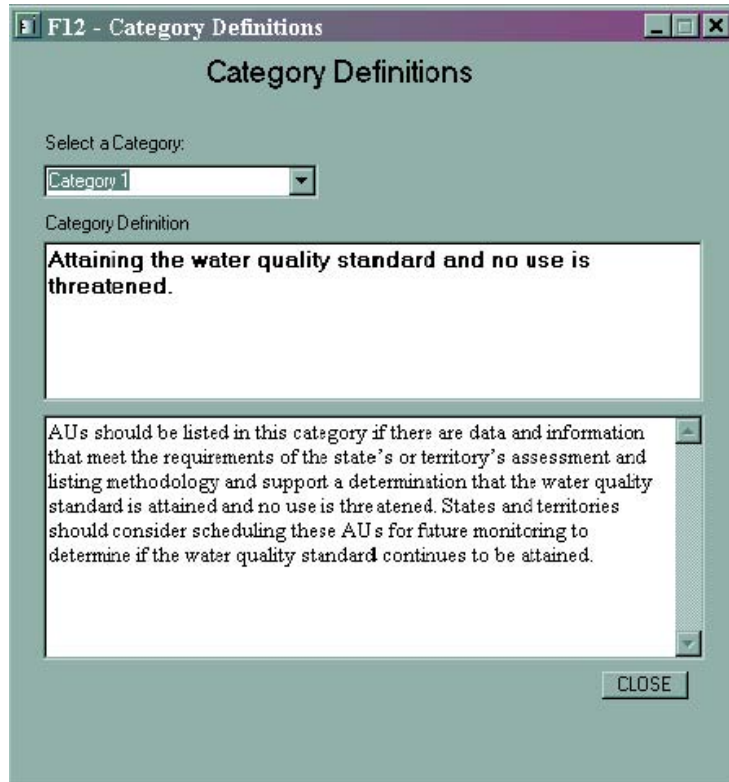 F12 - Category Definitions
Category Definitions
Select a Category:
Category 1
Category Definition
Attaining the water quality standard and no use is
threatened.
AUs should be listed in this category if there are data and information
that meet the requirements of the state's or territory's assessment and
listing methodology and support a determination that the water quality
standard is attained and no use is threatened. States and territories
should consider scheduling these AUs for future monitoring to
determine if the water quality standard continues to be attained.
CLOSE